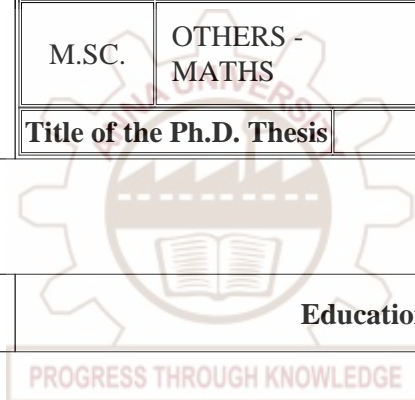 M.SC.
OTHERS -
MATHS
Title of the Ph.D. Thesis
Education
PROGRESS THROUGH KNOWLEDGE